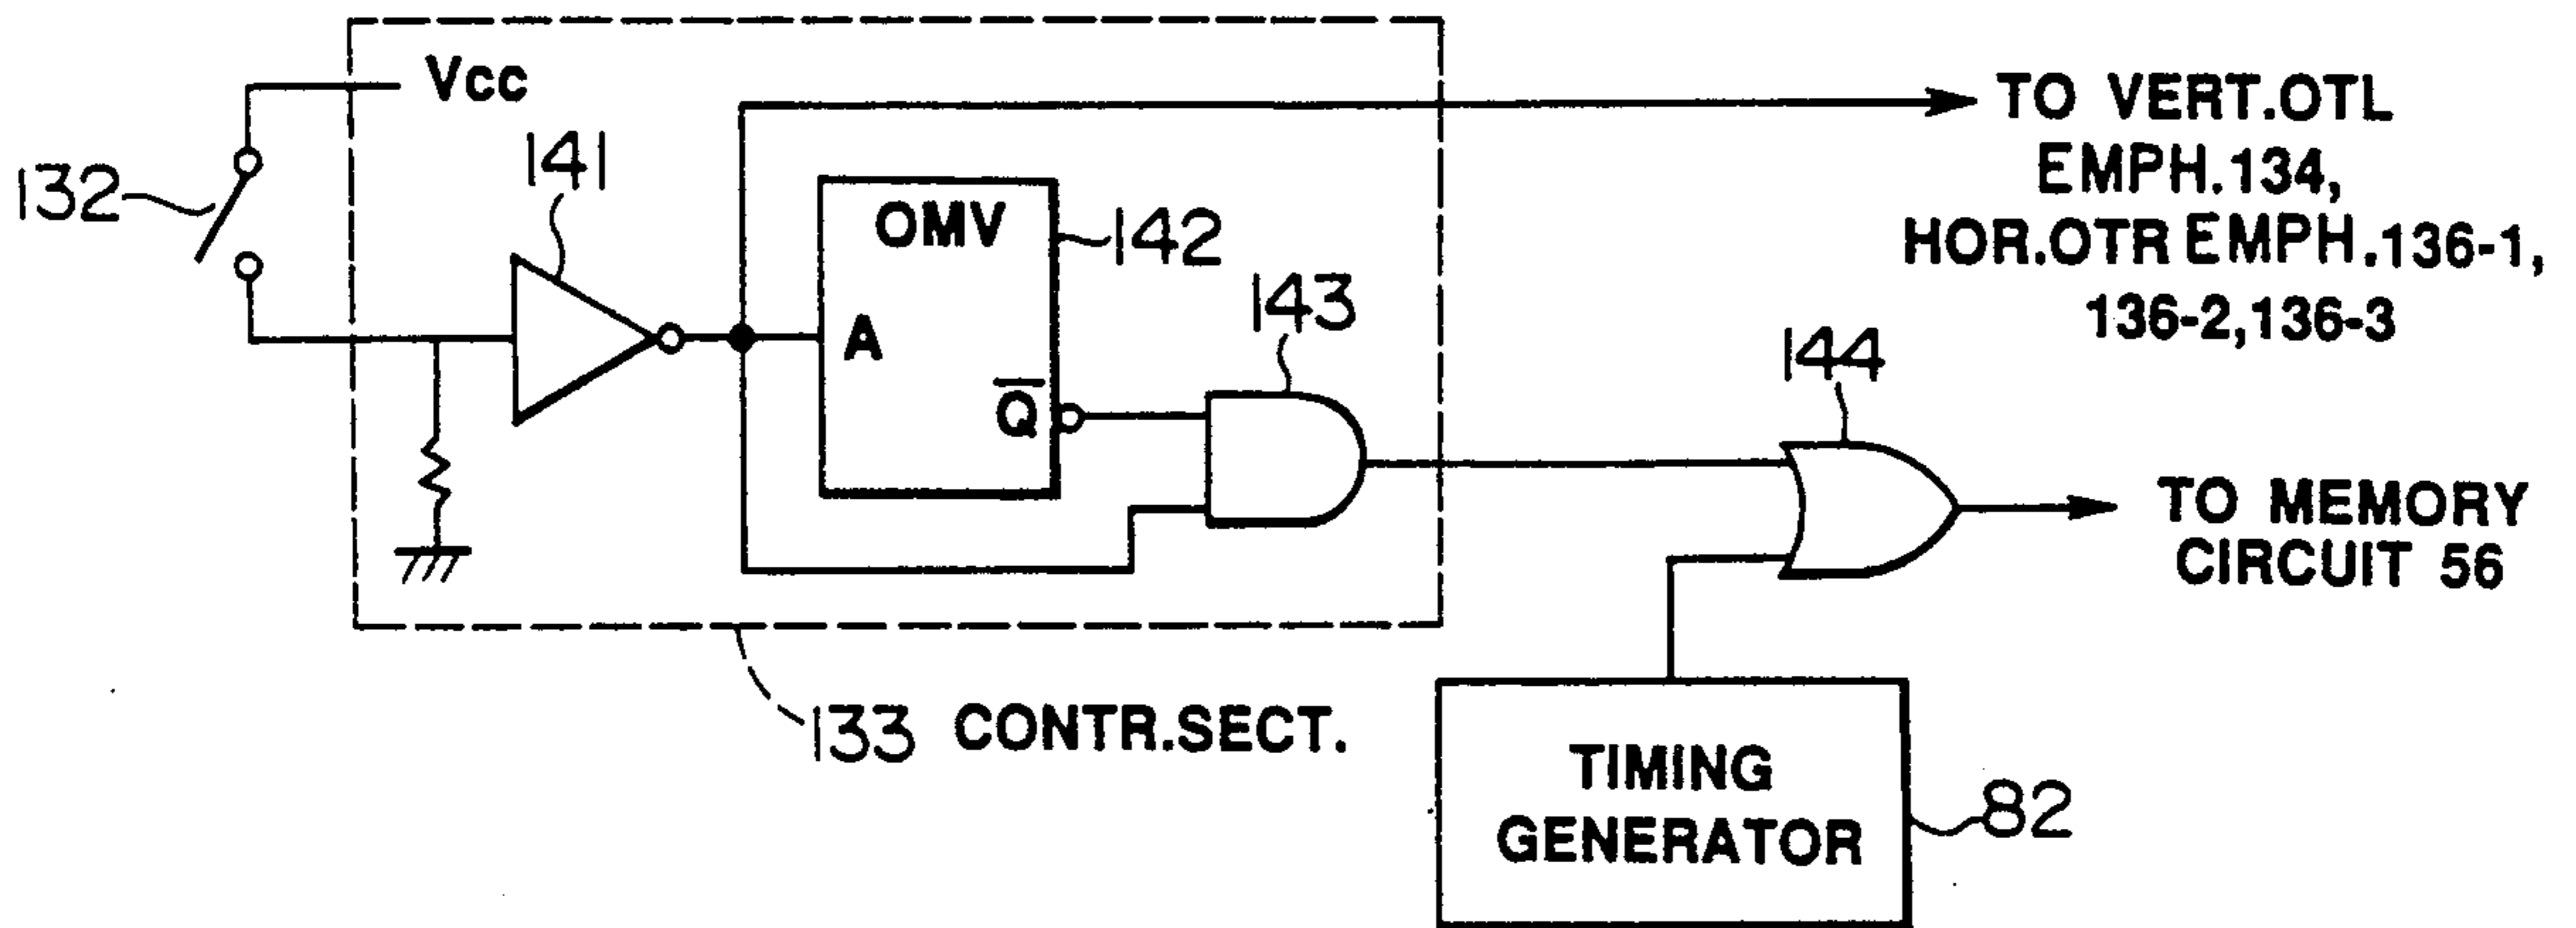 Vcc
132
141
OMV
142
A
Q̅
143
TO VERT.OTL
EMPH.134,
HOR.OTR EMPH.136-1,
136-2,136-3
144
TO MEMORY
CIRCUIT 56
133 CONTR.SECT.
TIMING
GENERATOR
82